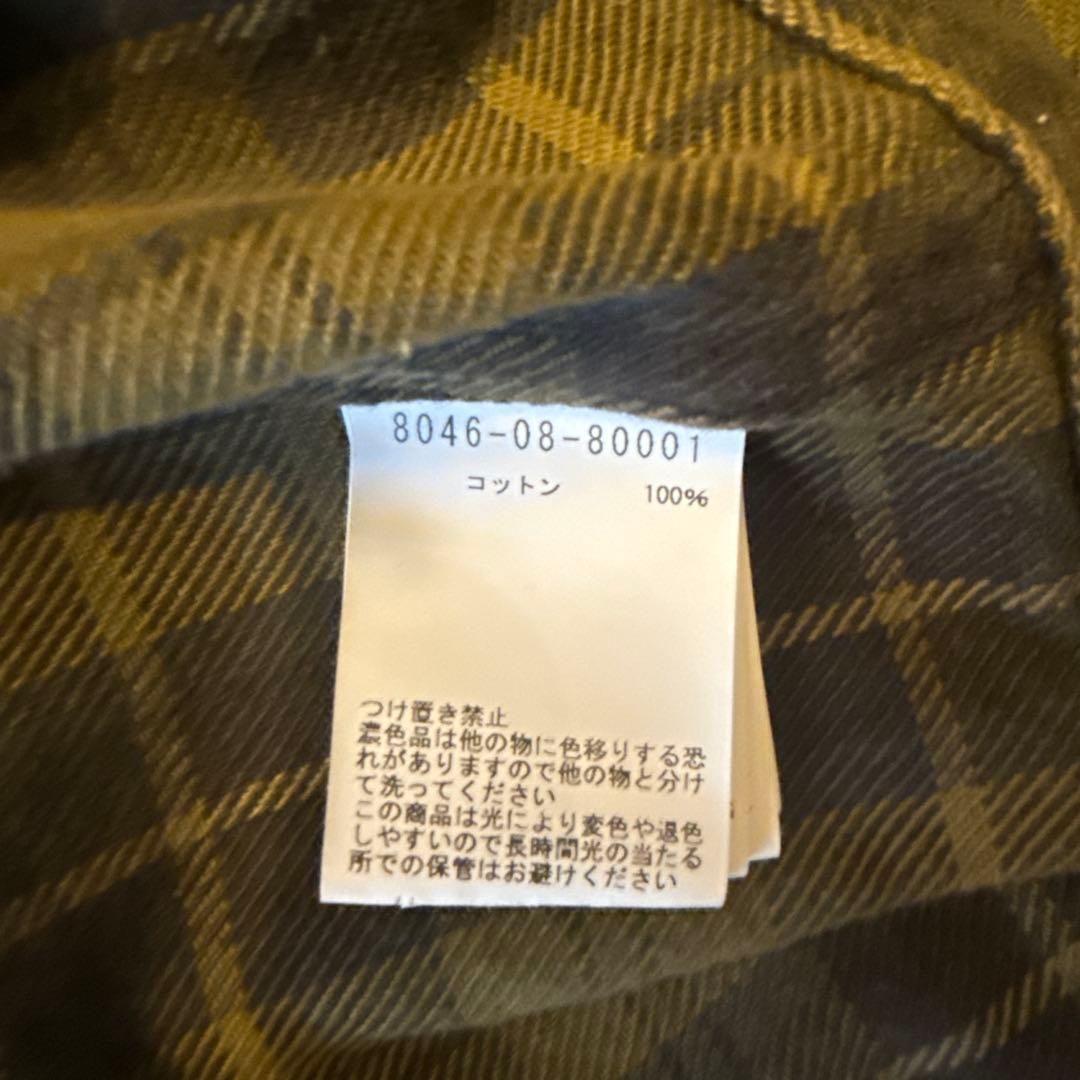 8046-08-80001
コットン 100%
つけ置き禁止
濃色品は他の物に色移りする恐
れがありますので他の物と分け
て洗ってください
この商品は光により変色や退色
しやすいので長時間光の当たる
所での保管はお避けください